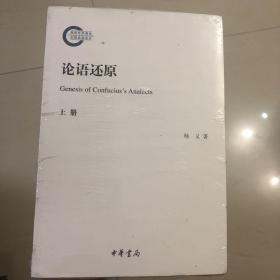 论语还原
Genesis of Confucius's Analects
上册
杨义 著
中華書局